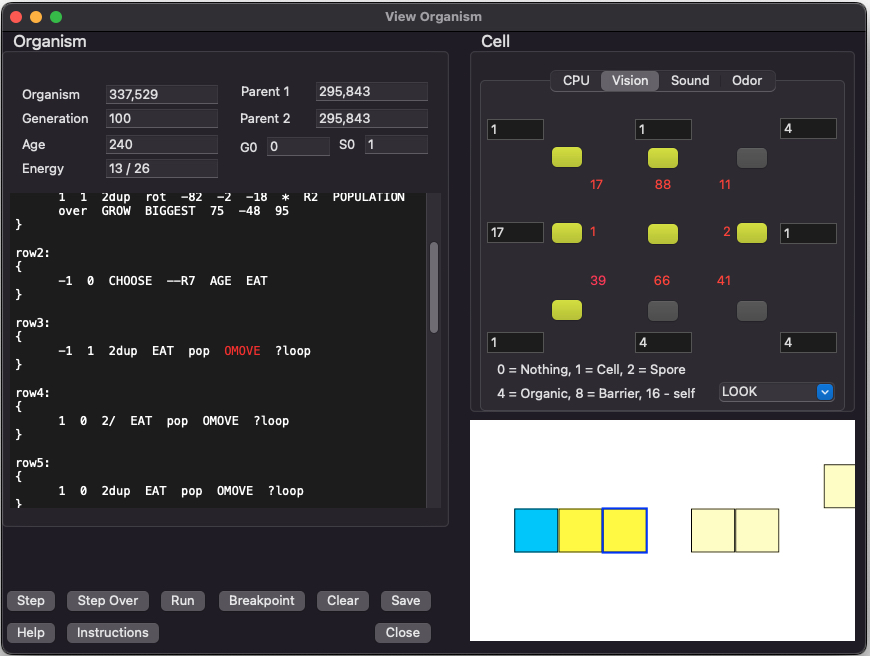 View Organism
Organism
Organism 337,529
Generation 100
Age 240
Energy 13 / 26
Parent 1 295,843
Parent 2 295,843
G0 0 S0 1
1 1 2dup rot -82 -2 -18 * R2 POPULATION
over GROW BIGGEST 75 -48 95
}
row2:
{
-1 0 CHOOSE --R7 AGE EAT
}
row3:
{
-1 1 2dup EAT pop OMOVE ?loop
}
row4:
{
1 0 2/ EAT pop OMOVE ?loop
}
row5:
{
1 0 2dup EAT pop OMOVE ?loop
}
Step Step Over Run Breakpoint Clear Save
Help Instructions Close
Cell
CPU Vision Sound Odor
1 1 4
17 88 11
17 1 2 1
39 66 41
1 4 4
0 = Nothing, 1 = Cell, 2 = Spore
4 = Organic, 8 = Barrier, 16 - self
LOOK